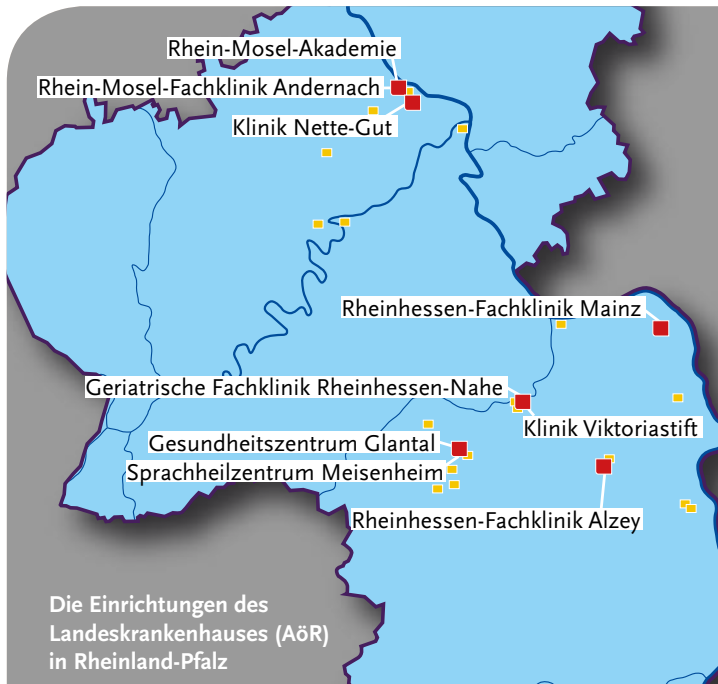 Rhein-Mosel-Akademie
Rhein-Mosel-Fachklinik Andernach
Klinik Nette-Gut
Rheinhessen-Fachklinik Mainz
Geriatrische Fachklinik Rheinhessen-Nahe
Klinik Viktoriastift
Gesundheitszentrum Glantal
Sprachheilzentrum Meisenheim
Rheinhessen-Fachklinik Alzey
Die Einrichtungen des
Landeskrankenhauses (AöR)
in Rheinland-Pfalz